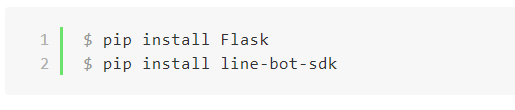 1 $ pip install Flask
2 $ pip install line-bot-sdk